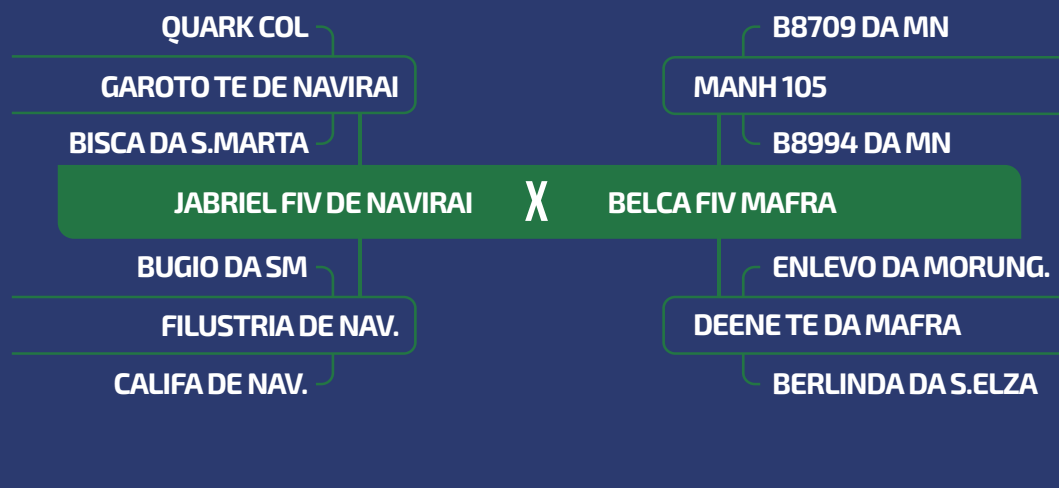 QUARK COL
B8709 DA MN
GAROTO TE DE NAVIRAI
MANH 105
BISCA DA S.MARTA
B8994 DA MN
JABRIEL FIV DE NAVIRAI X BELCA FIV MAFRA
BUGIO DA SM
ENLEVO DA MORUNG.
FILUSTRIA DE NAV.
DEENE TE DA MAFRA
CALIFA DE NAV.
BERLINDA DA S.ELZA